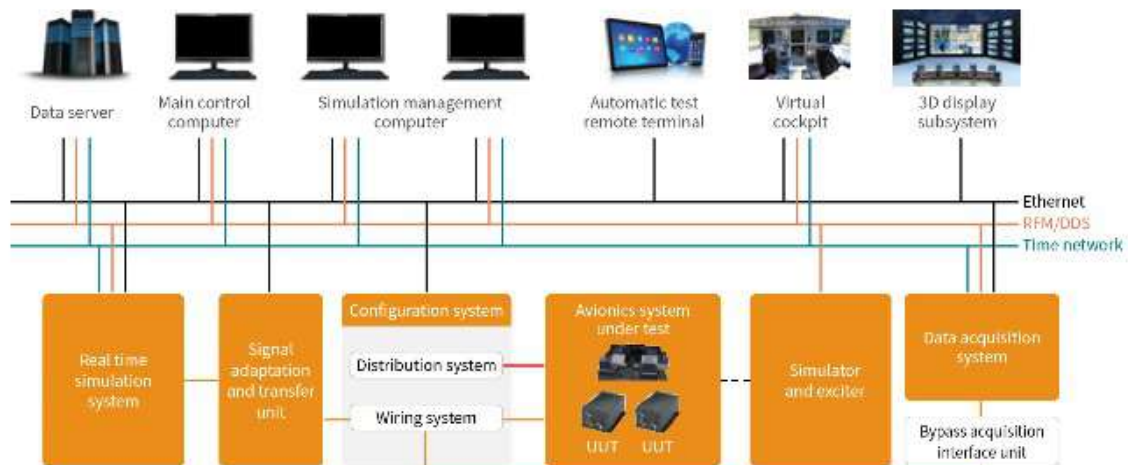 Data server
Main control
computer
Simulation management
computer
Automatic test
remote terminal
Virtual
cockpit
3D display
subsystem
Ethernet
RFM/DDS
Time network
Real time
simulation
system
Signal
adaptation
and transfer
unit
Configuration system
Distribution system
Wiring system
Avionics system
under test
UUT UUT
Simulator
and exciter
Data acquisition
system
Bypass acquisition
interface unit